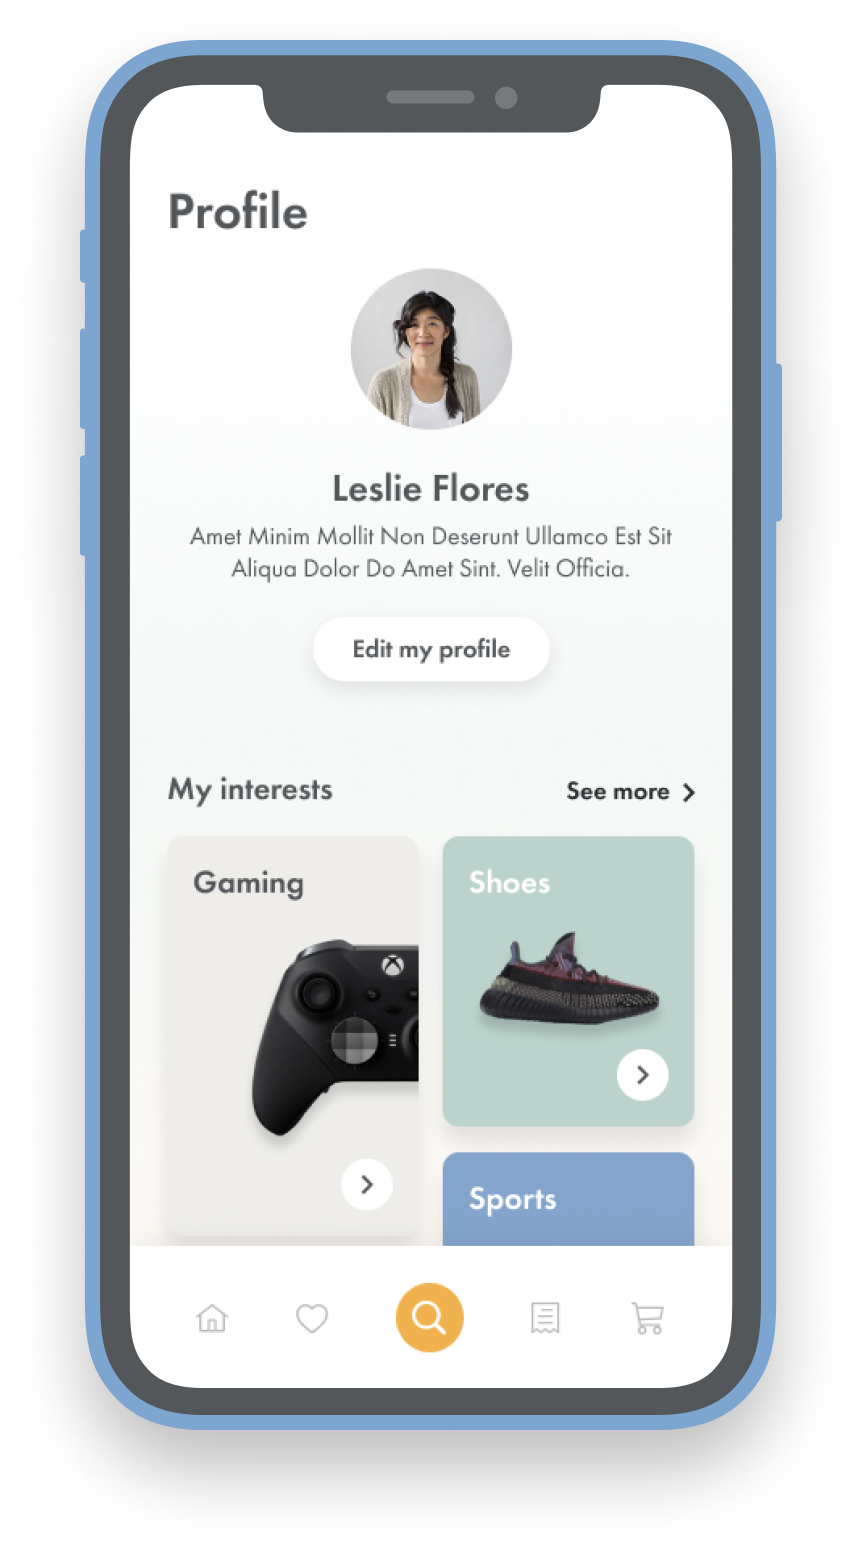 Profile
Leslie Flores
Amet Minim Mollit Non Deserunt Ullamco Est Sit
Aliqua Dolor Do Amet Sint. Velit Officia.
Edit my profile
My interests
See more
Gaming
Shoes
Sports